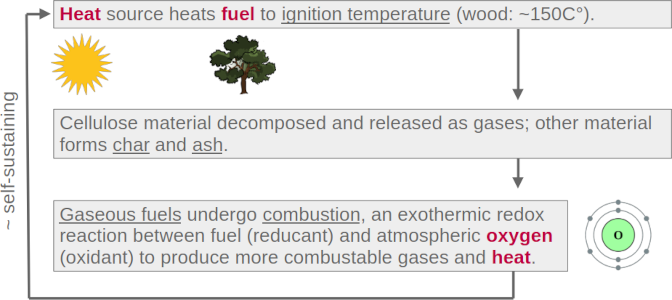 Heat source heats fuel to ignition temperature (wood: ~150C°).
Cellulose material decomposed and released as gases; other material
forms char and ash.
~ self-sustaining
Gaseous fuels undergo combustion, an exothermic redox
reaction between fuel (reducant) and atmospheric oxygen
(oxidant) to produce more combustable gases and heat.
O